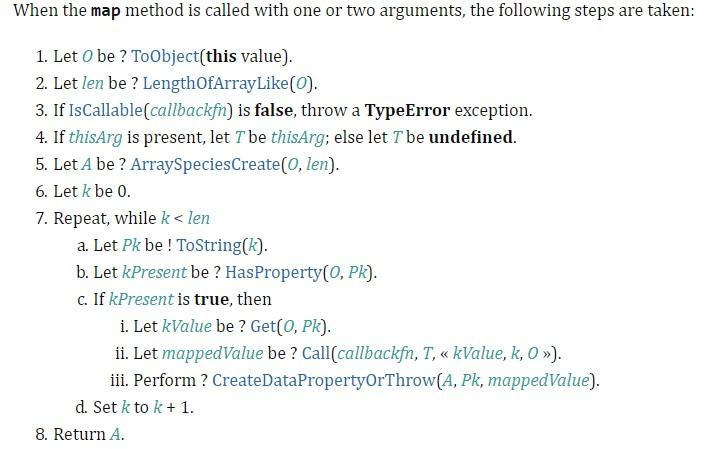 When the map method is called with one or two arguments, the following steps are taken:
1. Let O be ? ToObject(this value).
2. Let len be ? LengthOfArrayLike(O).
3. If IsCallable(callbackfn) is false, throw a TypeError exception.
4. If thisArg is present, let T be thisArg; else let T be undefined.
5. Let A be ? ArraySpeciesCreate(O, len).
6. Let k be 0.
7. Repeat, while k < len
a. Let Pk be ! ToString(k).
b. Let kPresent be ? HasProperty(O, Pk).
c. If kPresent is true, then
i. Let kValue be ? Get(O, Pk).
ii. Let mappedValue be ? Call(callbackfn, T, « kValue, k, O »).
iii. Perform ? CreateDataPropertyOrThrow(A, Pk, mappedValue).
d. Set k to k + 1.
8. Return A.